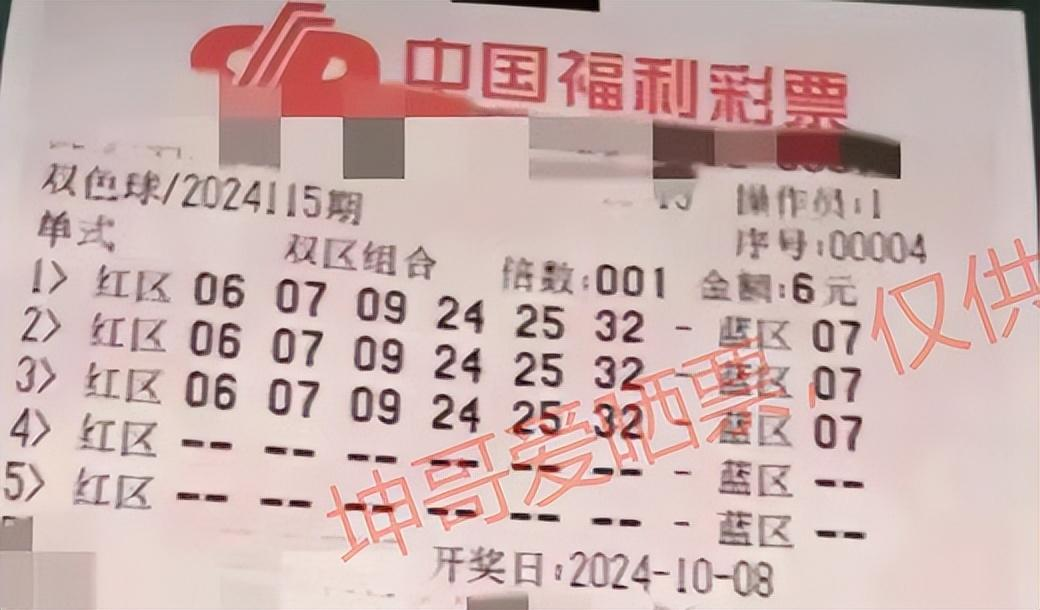 中国福利彩票
双色球/2024115期
操作员:1
单式
双区组合
序号:00004
倍数:001
金额:6元
1> 红区 06 07 09 24 25 32 - 蓝区 07
2> 红区 06 07 09 24 25 32 - 蓝区 07
3> 红区 06 07 09 24 25 32 - 蓝区 07
4> 红区 -- -- -- -- -- -- - 蓝区 --
5> 红区 -- -- -- -- -- -- - 蓝区 --
开奖日:2024-10-08
坤哥爱晒票，仅供